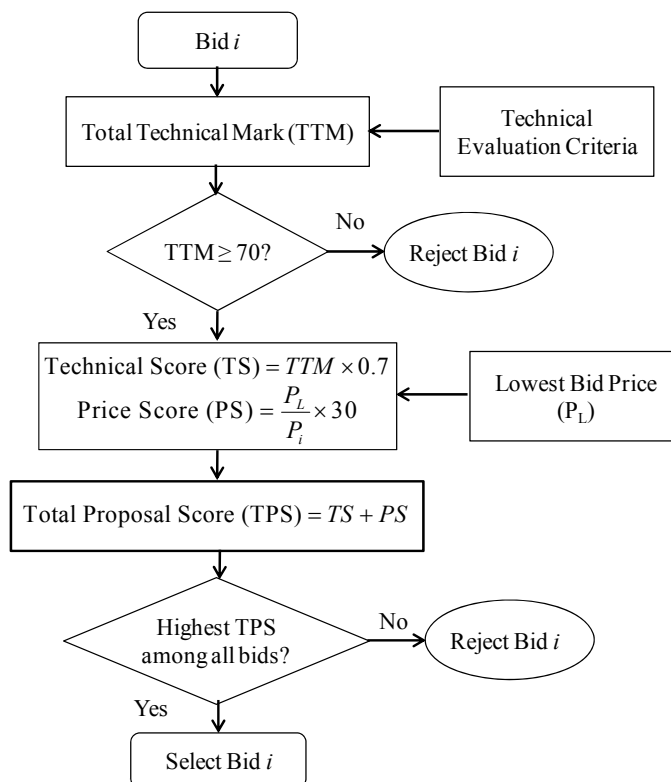 Bid i
Total Technical Mark (TTM)
Technical
Evaluation Criteria
TTM ≥ 70?
No
Reject Bid i
Yes
Technical Score (TS) = TTM × 0.7
Price Score (PS) = P_L / P_i × 30
Lowest Bid Price
(P_L)
Total Proposal Score (TPS) = TS + PS
Highest TPS
among all bids?
No
Reject Bid i
Yes
Select Bid i